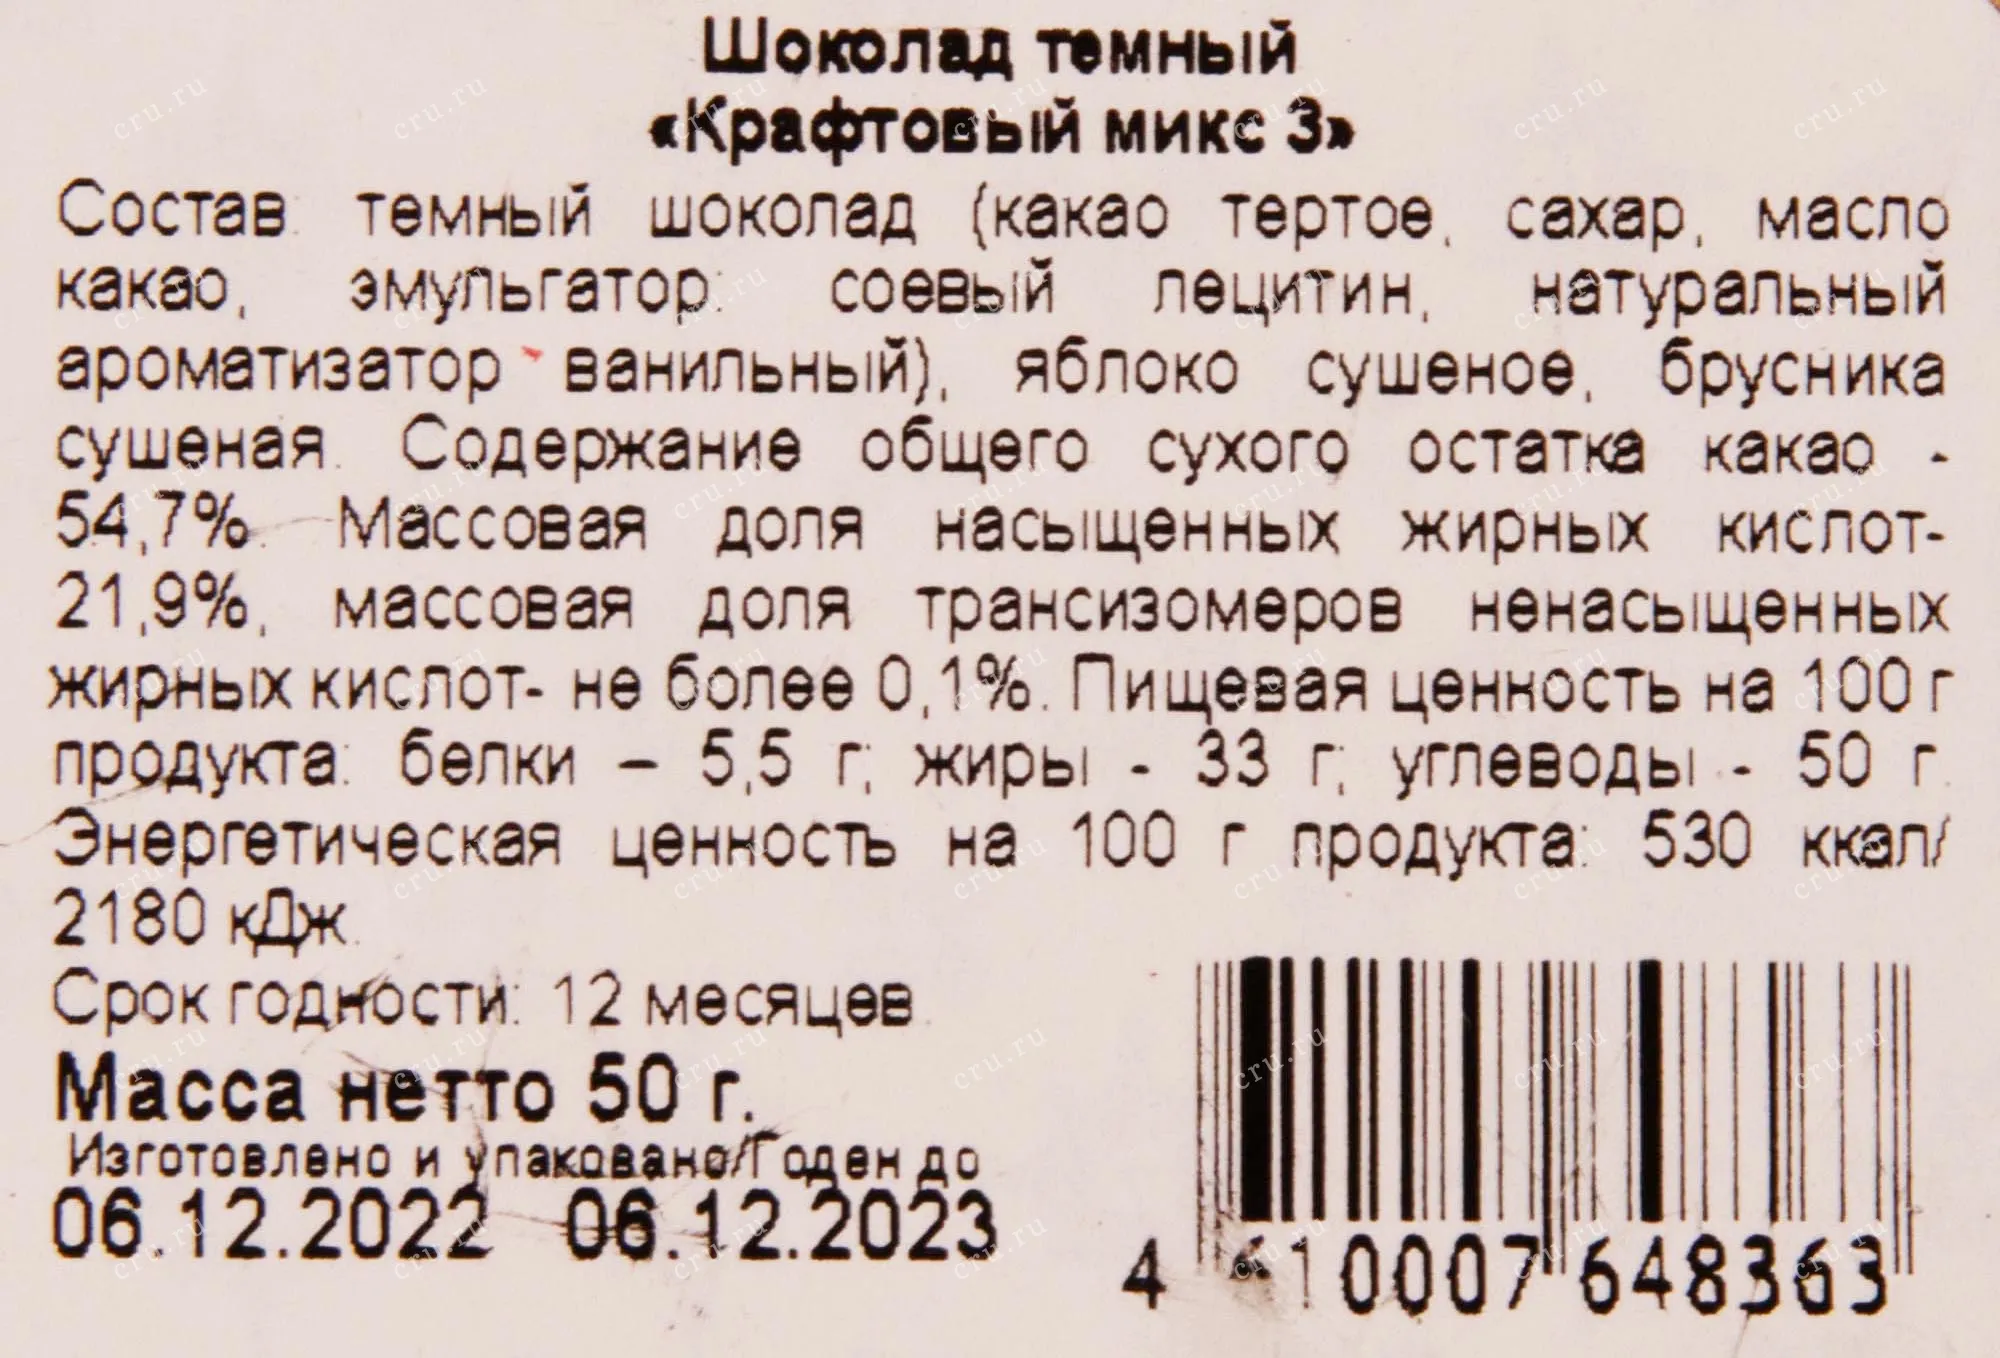 Шоколад темный
«Крафтовый микс 3»
Состав: темный шоколад (какао тертое, сахар, масло
какао, эмульгатор: соевый лецитин, натуральный
ароматизатор ванильный), яблоко сушеное, брусника
сушеная. Содержание общего сухого остатка какао -
54,7%. Массовая доля насыщенных жирных кислот-
21,9%, массовая доля трансизомеров ненасыщенных
жирных кислот- не более 0,1%. Пищевая ценность на 100 г
продукта: белки – 5,5 г; жиры - 33 г; углеводы - 50 г.
Энергетическая ценность на 100 г продукта: 530 ккал/
2180 кДж.
Срок годности: 12 месяцев.
Масса нетто 50 г.
Изготовлено и упаковано/Годен до
06.12.2022 06.12.2023
4 610007 648363
cru.ru